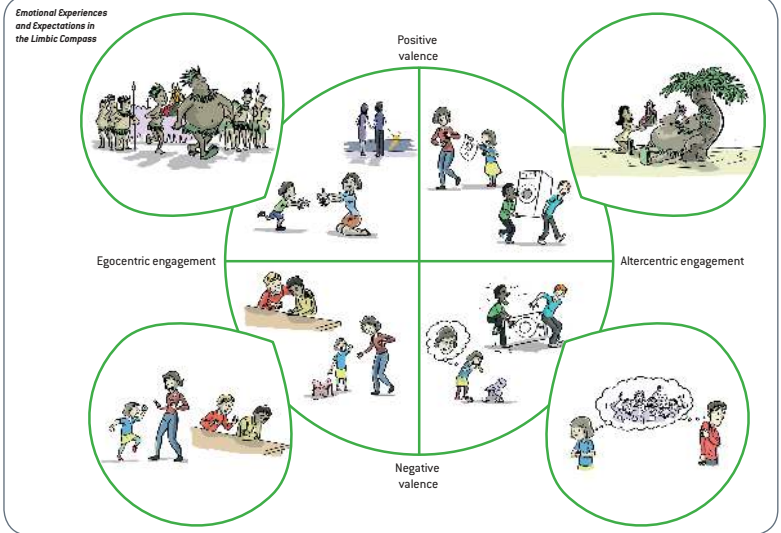 Emotional Experiences
and Expectations in
the Limbic Compass
Positive
valence
Egocentric engagement
Altercentric engagement
Negative
valence